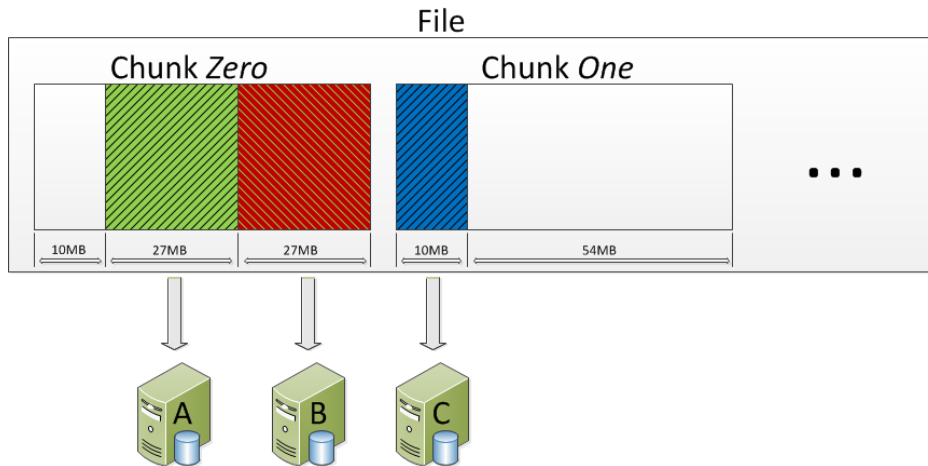 File
Chunk Zero
Chunk One
...
10MB
27MB
27MB
10MB
54MB
A
B
C